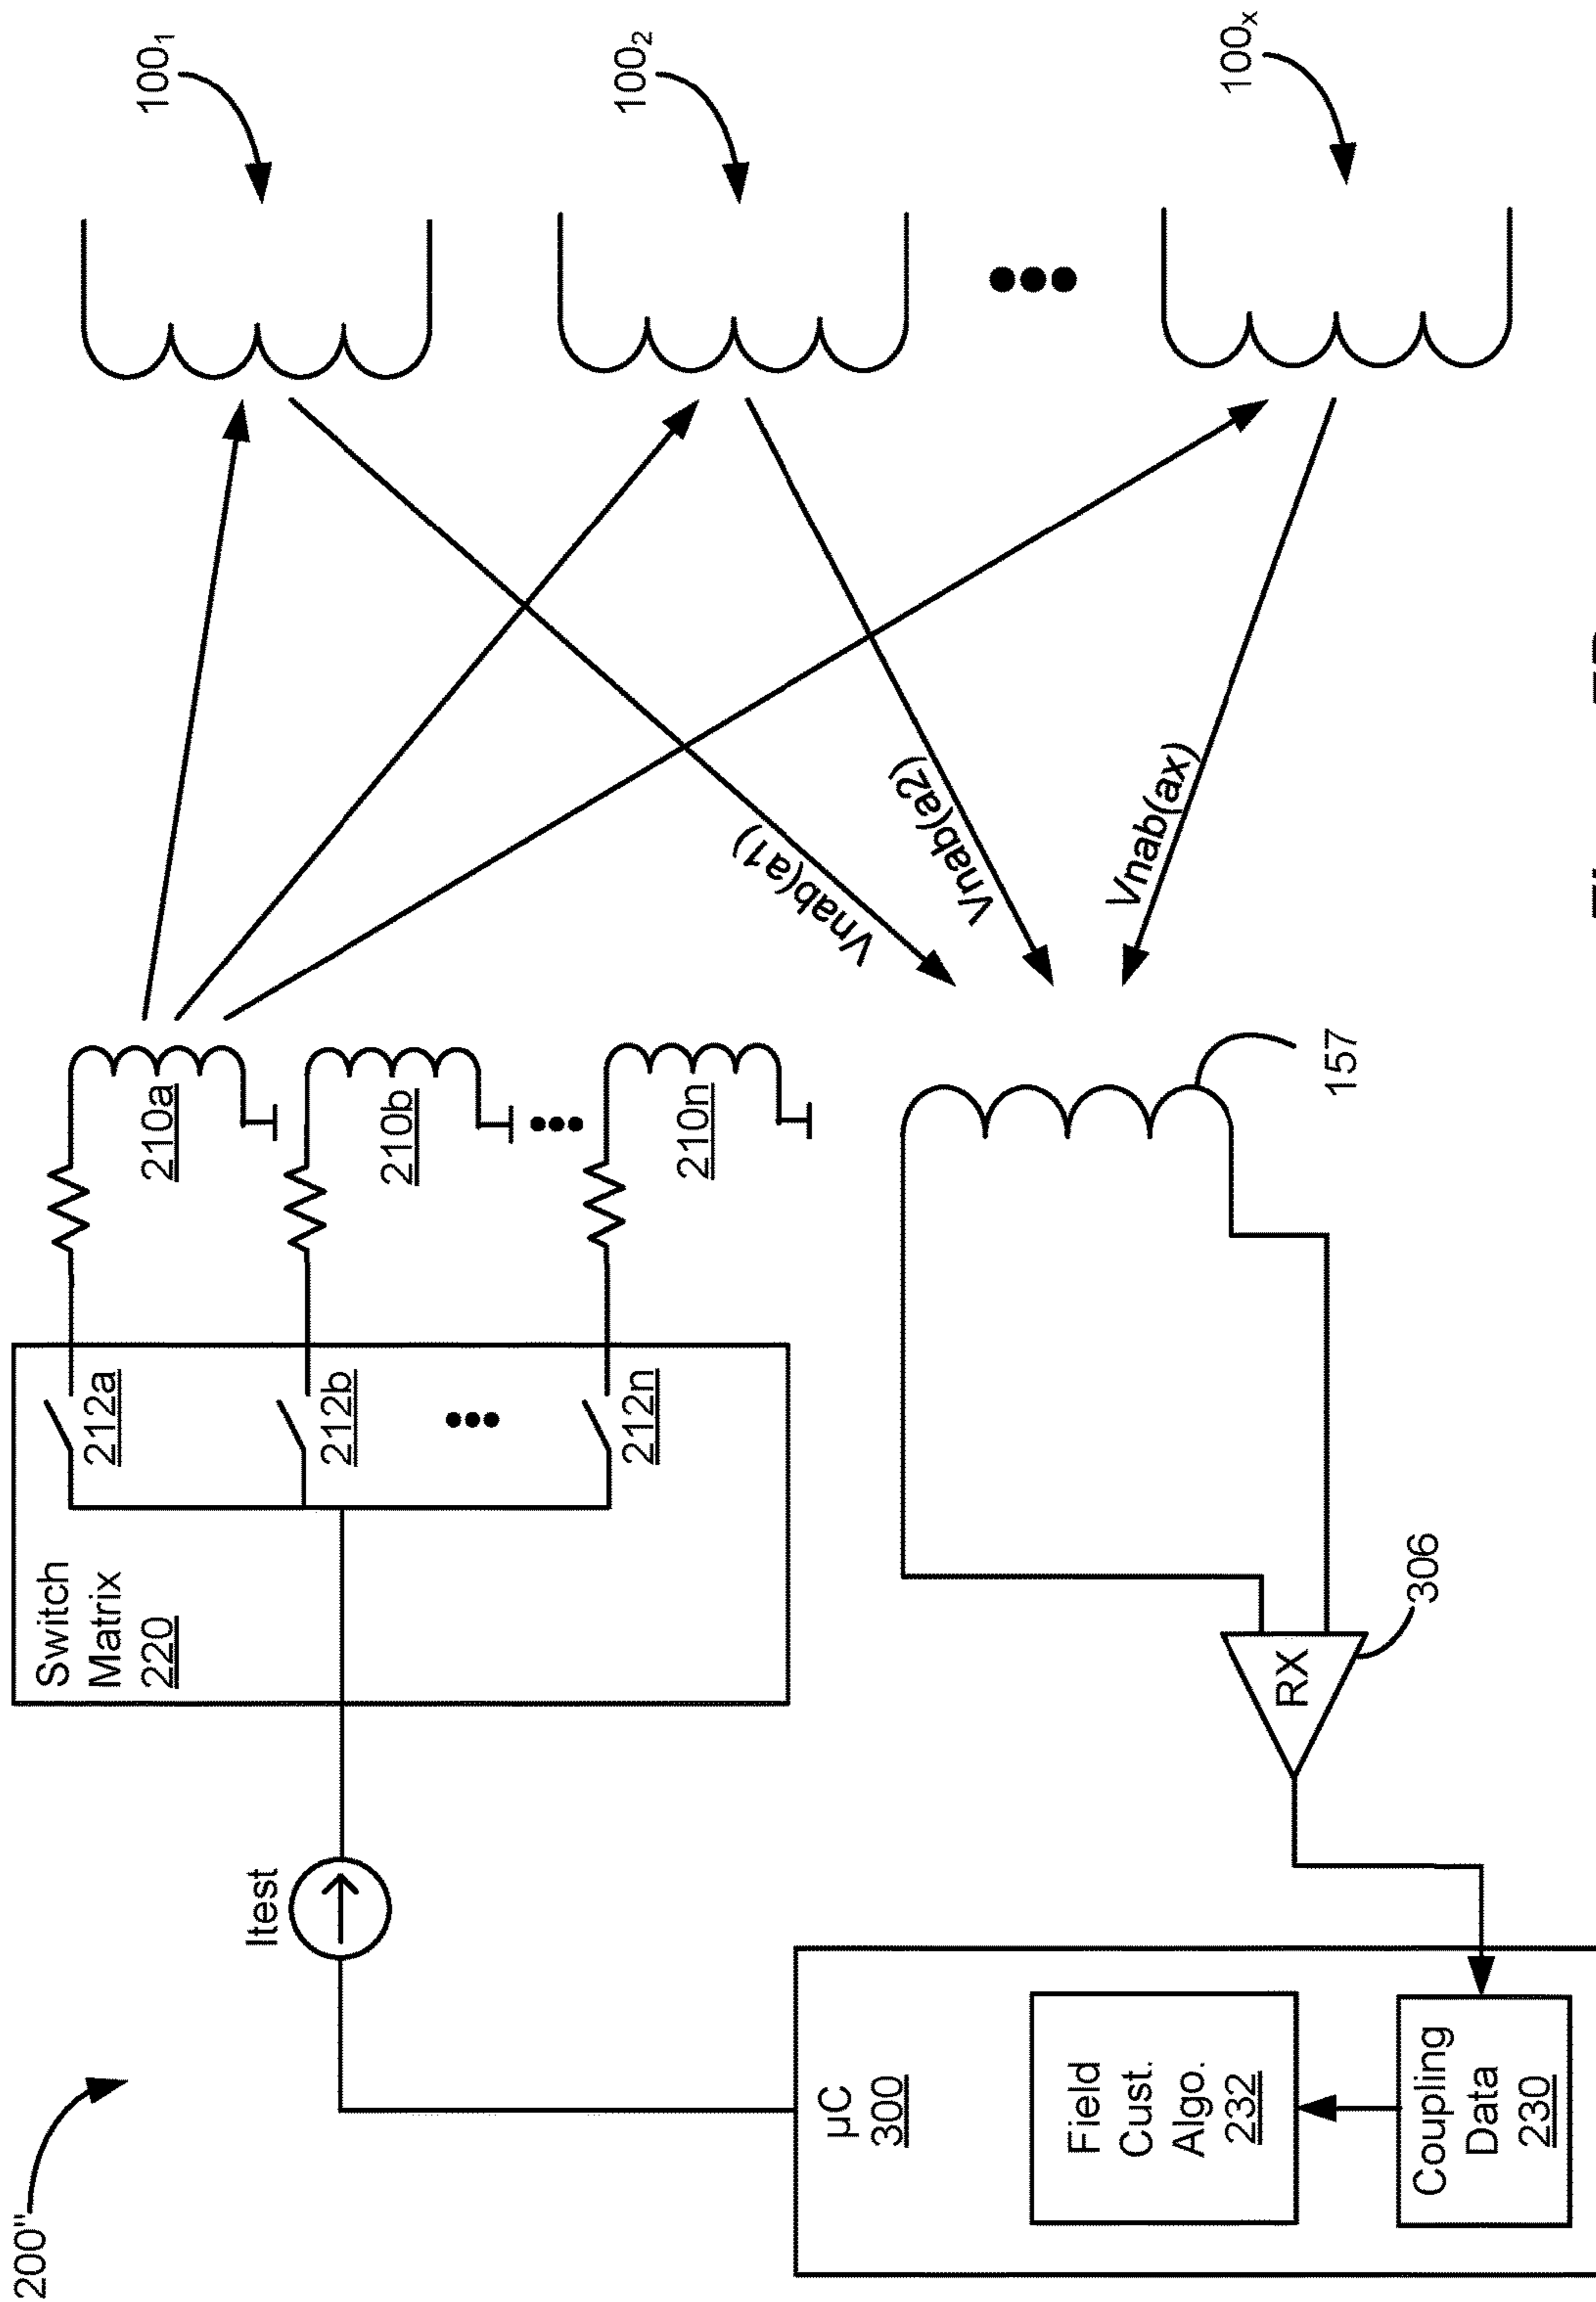 200"
Itest
Switch
Matrix
220
212a
212b
212n
210a
210b
210n
100₁
100₂
100ₓ
Vnab(a1)
Vnab(a2)
Vnab(ax)
µC
300
Field
Cust.
Algo.
232
Coupling
Data
230
RX
306
157